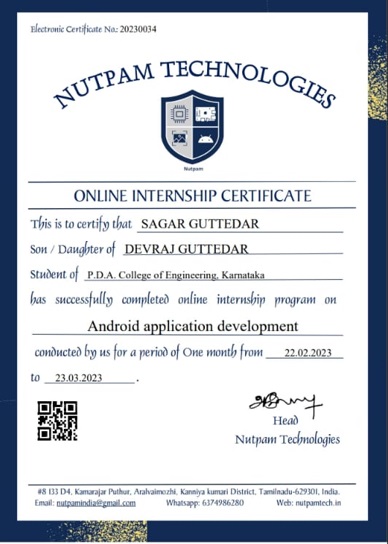 Electronic Certificate No: 20230034
NUTPAM TECHNOLOGIES
Nutpam
ONLINE INTERNSHIP CERTIFICATE
This is to certify that SAGAR GUTTEDAR
Son / Daughter of DEVRAJ GUTTEDAR
Student of P.D.A. College of Engineering, Karnataka
has successfully completed online internship program on
Android application development
conducted by us for a period of One month from 22.02.2023
to 23.03.2023 .
Head
Nutpam Technologies
#8 133 D4, Kamarajar Puthur, Aralvaimozhi, Kanniya kumari District, Tamilnadu-629301, India.
Email: nutpamindia@gmail.com Whatsapp: 6374986280 Web: nutpamtech.in